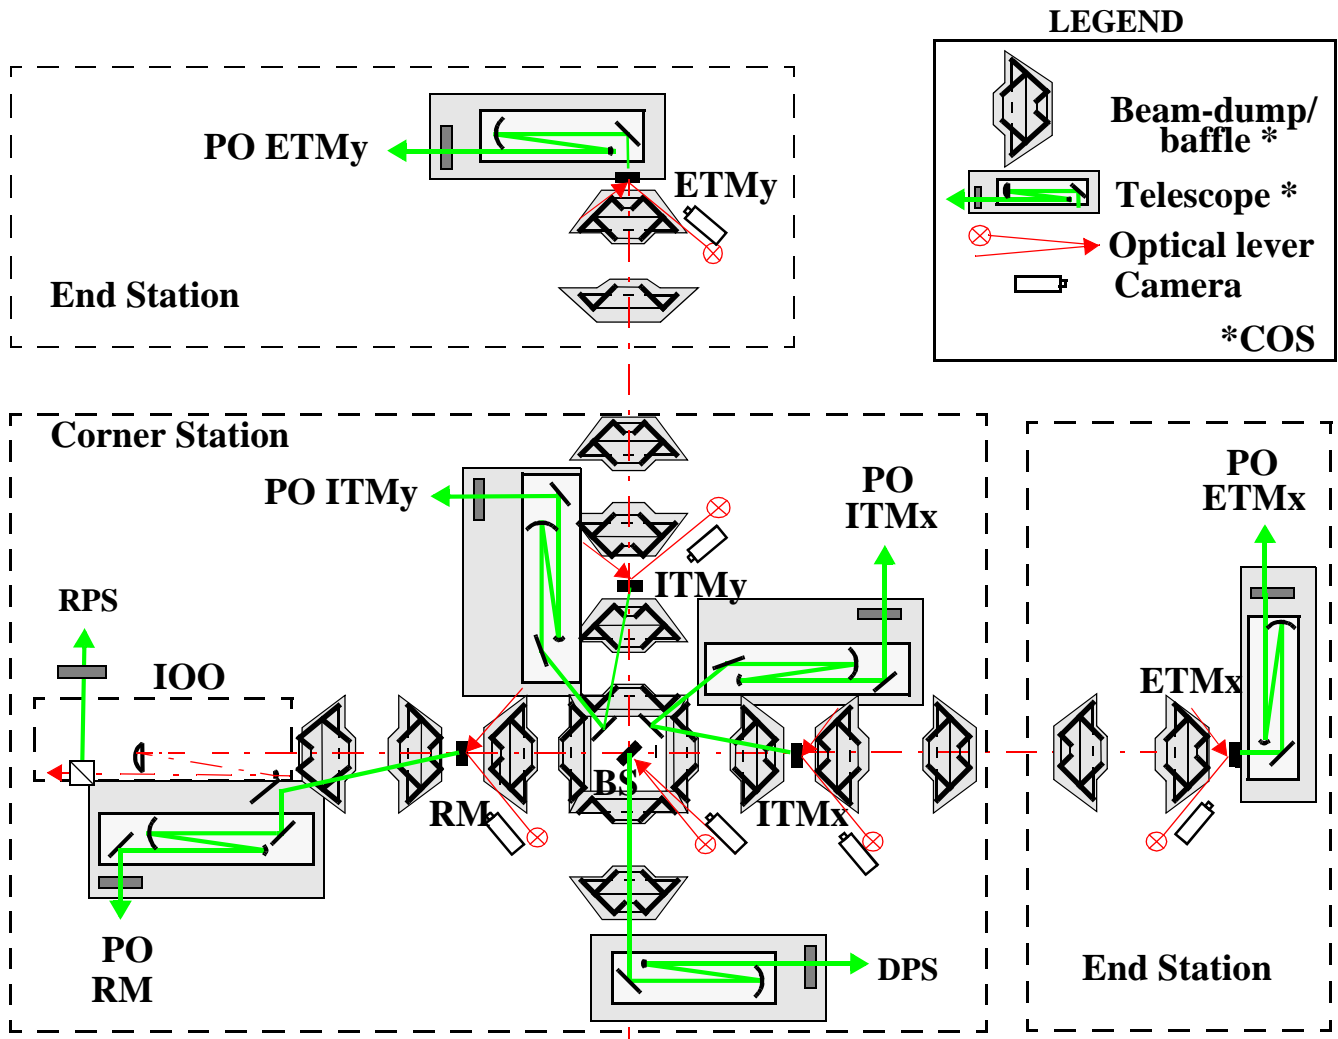 LEGEND
Beam-dump/
baffle *
Telescope *
Optical lever
Camera
*COS
PO ETMy
ETMy
End Station
Corner Station
PO ITMy
PO
ITMx
ITMy
RPS
IOO
RM
BS
ITMx
PO
RM
DPS
PO
ETMx
ETMx
End Station